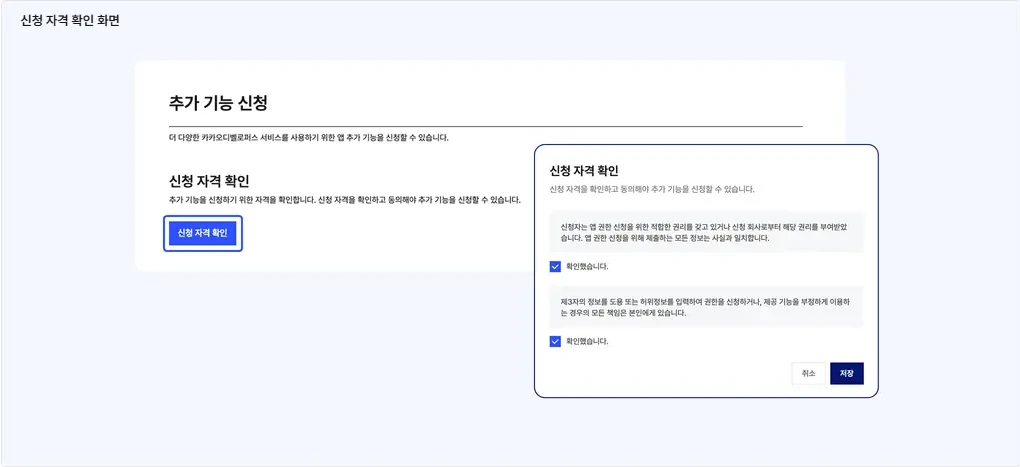 신청 자격 확인 화면
추가 기능 신청
더 다양한 카카오디벨로퍼스 서비스를 사용하기 위한 앱 추가 기능을 신청할 수 있습니다.
신청 자격 확인
추가 기능을 신청하기 위한 자격을 확인합니다. 신청 자격을 확인하고 동의해야 추가 기능을 신청할 수 있습니다.
신청 자격 확인
신청 자격 확인
신청 자격을 확인하고 동의해야 추가 기능을 신청할 수 있습니다.
신청자는 앱 권한 신청을 위한 적합한 권리를 갖고 있거나 신청 회사로부터 해당 권리를 부여받았
습니다. 앱 권한 신청을 위해 제출하는 모든 정보는 사실과 일치합니다.
확인했습니다.
제3자의 정보를 도용 또는 허위정보를 입력하여 권한을 신청하거나, 제공 기능을 부정하게 이용하
는 경우의 모든 책임은 본인에게 있습니다.
확인했습니다.
취소
저장